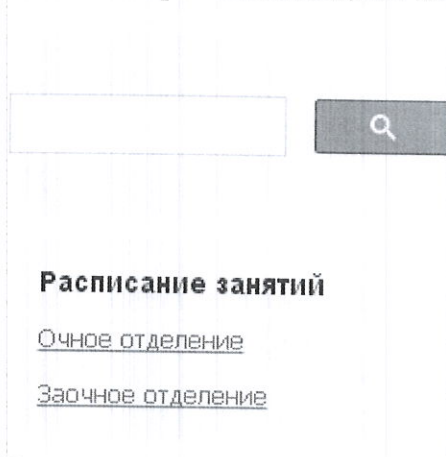 Расписание занятий
Очное отделение
Заочное отделение